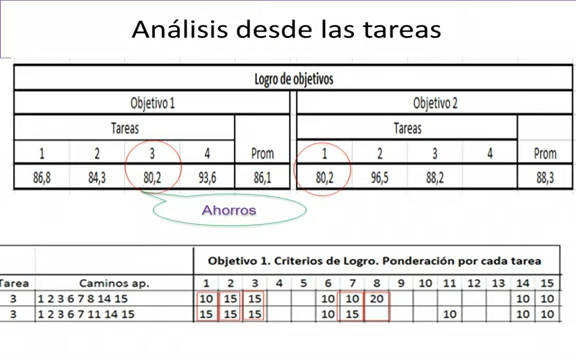 Análisis desde las tareas
Logro de objetivos
Objetivo 1 Objetivo 2
Tareas Tareas
1 2 3 4 Prom 1 2 3 4 Prom
86,8 84,3 80,2 93,6 86,1 80,2 96,5 88,2 88,3
Ahorros
Objetivo 1. Criterios de Logro. Ponderación por cada tarea
Tarea Caminos ap. 1 2 3 4 5 6 7 8 9 10 11 12 13 14 15
3 1 2 3 6 7 8 14 15 10 15 15 10 10 20 10 10
3 1 2 3 6 7 11 14 15 15 15 15 10 15 10 10 10